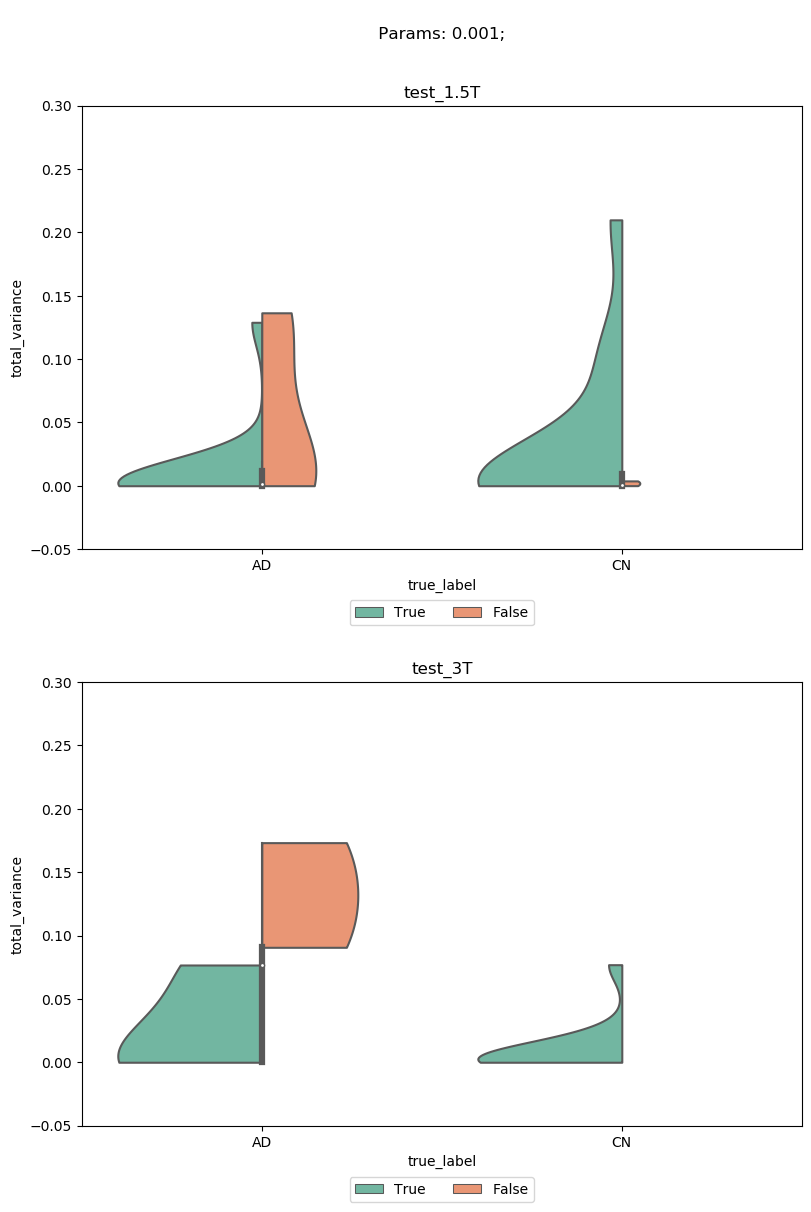 Params: 0.001;
test_1.5T
0.30
0.25
0.20
0.15
0.10
0.05
0.00
−0.05
total_variance
AD CN
true_label
True False
test_3T
0.30
0.25
0.20
0.15
0.10
0.05
0.00
−0.05
total_variance
AD CN
true_label
True False